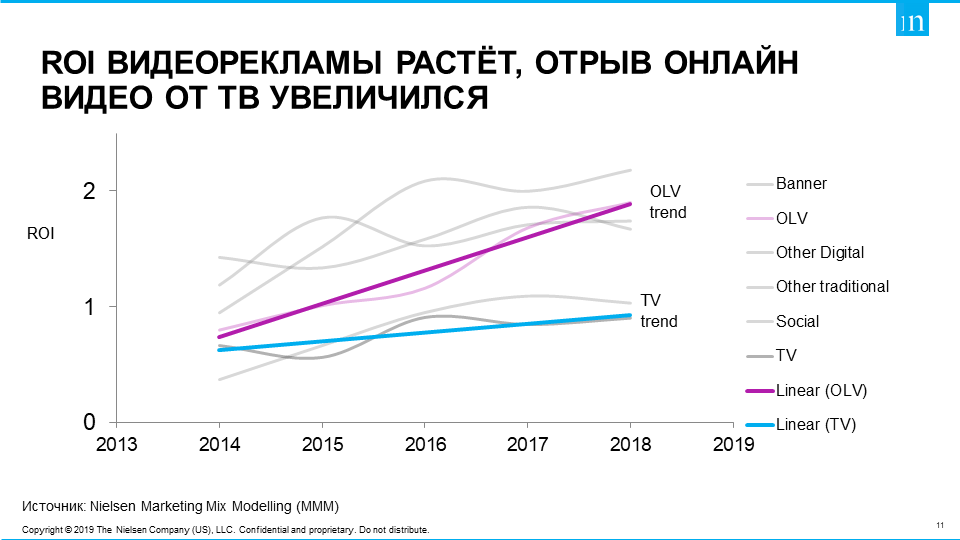 ın
ROI ВИДЕОРЕКЛАМЫ РАСТЁТ, ОТРЫВ ОНЛАЙН
ВИДЕО ОТ ТВ УВЕЛИЧИЛСЯ
ROI
2
1
0
2013 2014 2015 2016 2017 2018 2019
OLV
trend
TV
trend
Banner
OLV
Other Digital
Other traditional
Social
TV
Linear (OLV)
Linear (TV)
Источник: Nielsen Marketing Mix Modelling (MMM)
Copyright © 2019 The Nielsen Company (US), LLC. Confidential and proprietary. Do not distribute.
11